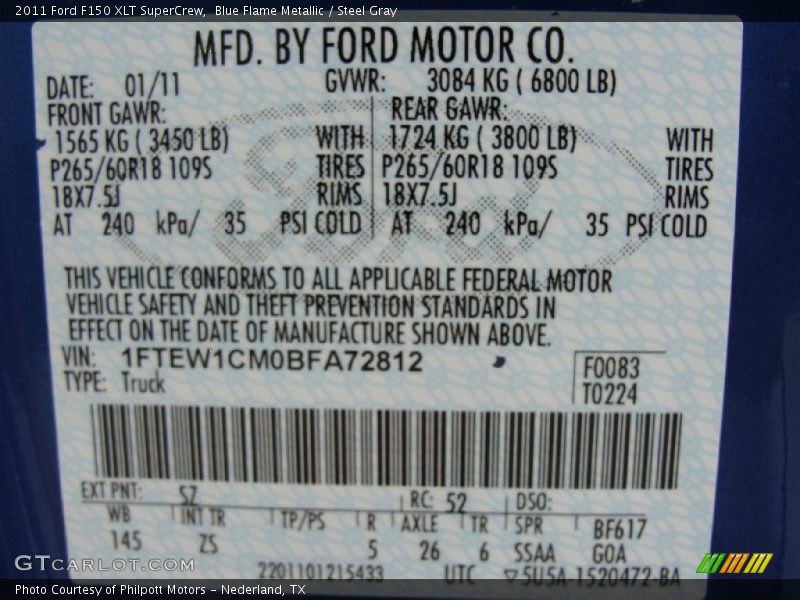 2011 Ford F150 XLT SuperCrew,  Blue Flame Metallic / Steel Gray
MFD. BY FORD MOTOR CO.
DATE: 01/11 GVWR: 3084 KG ( 6800 LB)
FRONT GAWR: REAR GAWR:
1565 KG ( 3450 LB) WITH 1724 KG ( 3800 LB) WITH
P265/60R18 109S TIRES P265/60R18 109S TIRES
18X7.5J RIMS 18X7.5J RIMS
AT 240 kPa/ 35 PSI COLD AT 240 kPa/ 35 PSI COLD
Ford
THIS VEHICLE CONFORMS TO ALL APPLICABLE FEDERAL MOTOR
VEHICLE SAFETY AND THEFT PREVENTION STANDARDS IN
EFFECT ON THE DATE OF MANUFACTURE SHOWN ABOVE.
VIN: 1FTEW1CM0BFA72812
TYPE: Truck
F0083
T0224
EXT PNT: SZ RC: 52 DSO:
WB INT TR TP/PS R AXLE TR SPR BF617
145 ZS 5 26 6 SSAA GOA
2201101215433 UTC ▽5U5A-1520472-BA
GTcarlot.com
Photo Courtesy of Philpott Motors - Nederland, TX